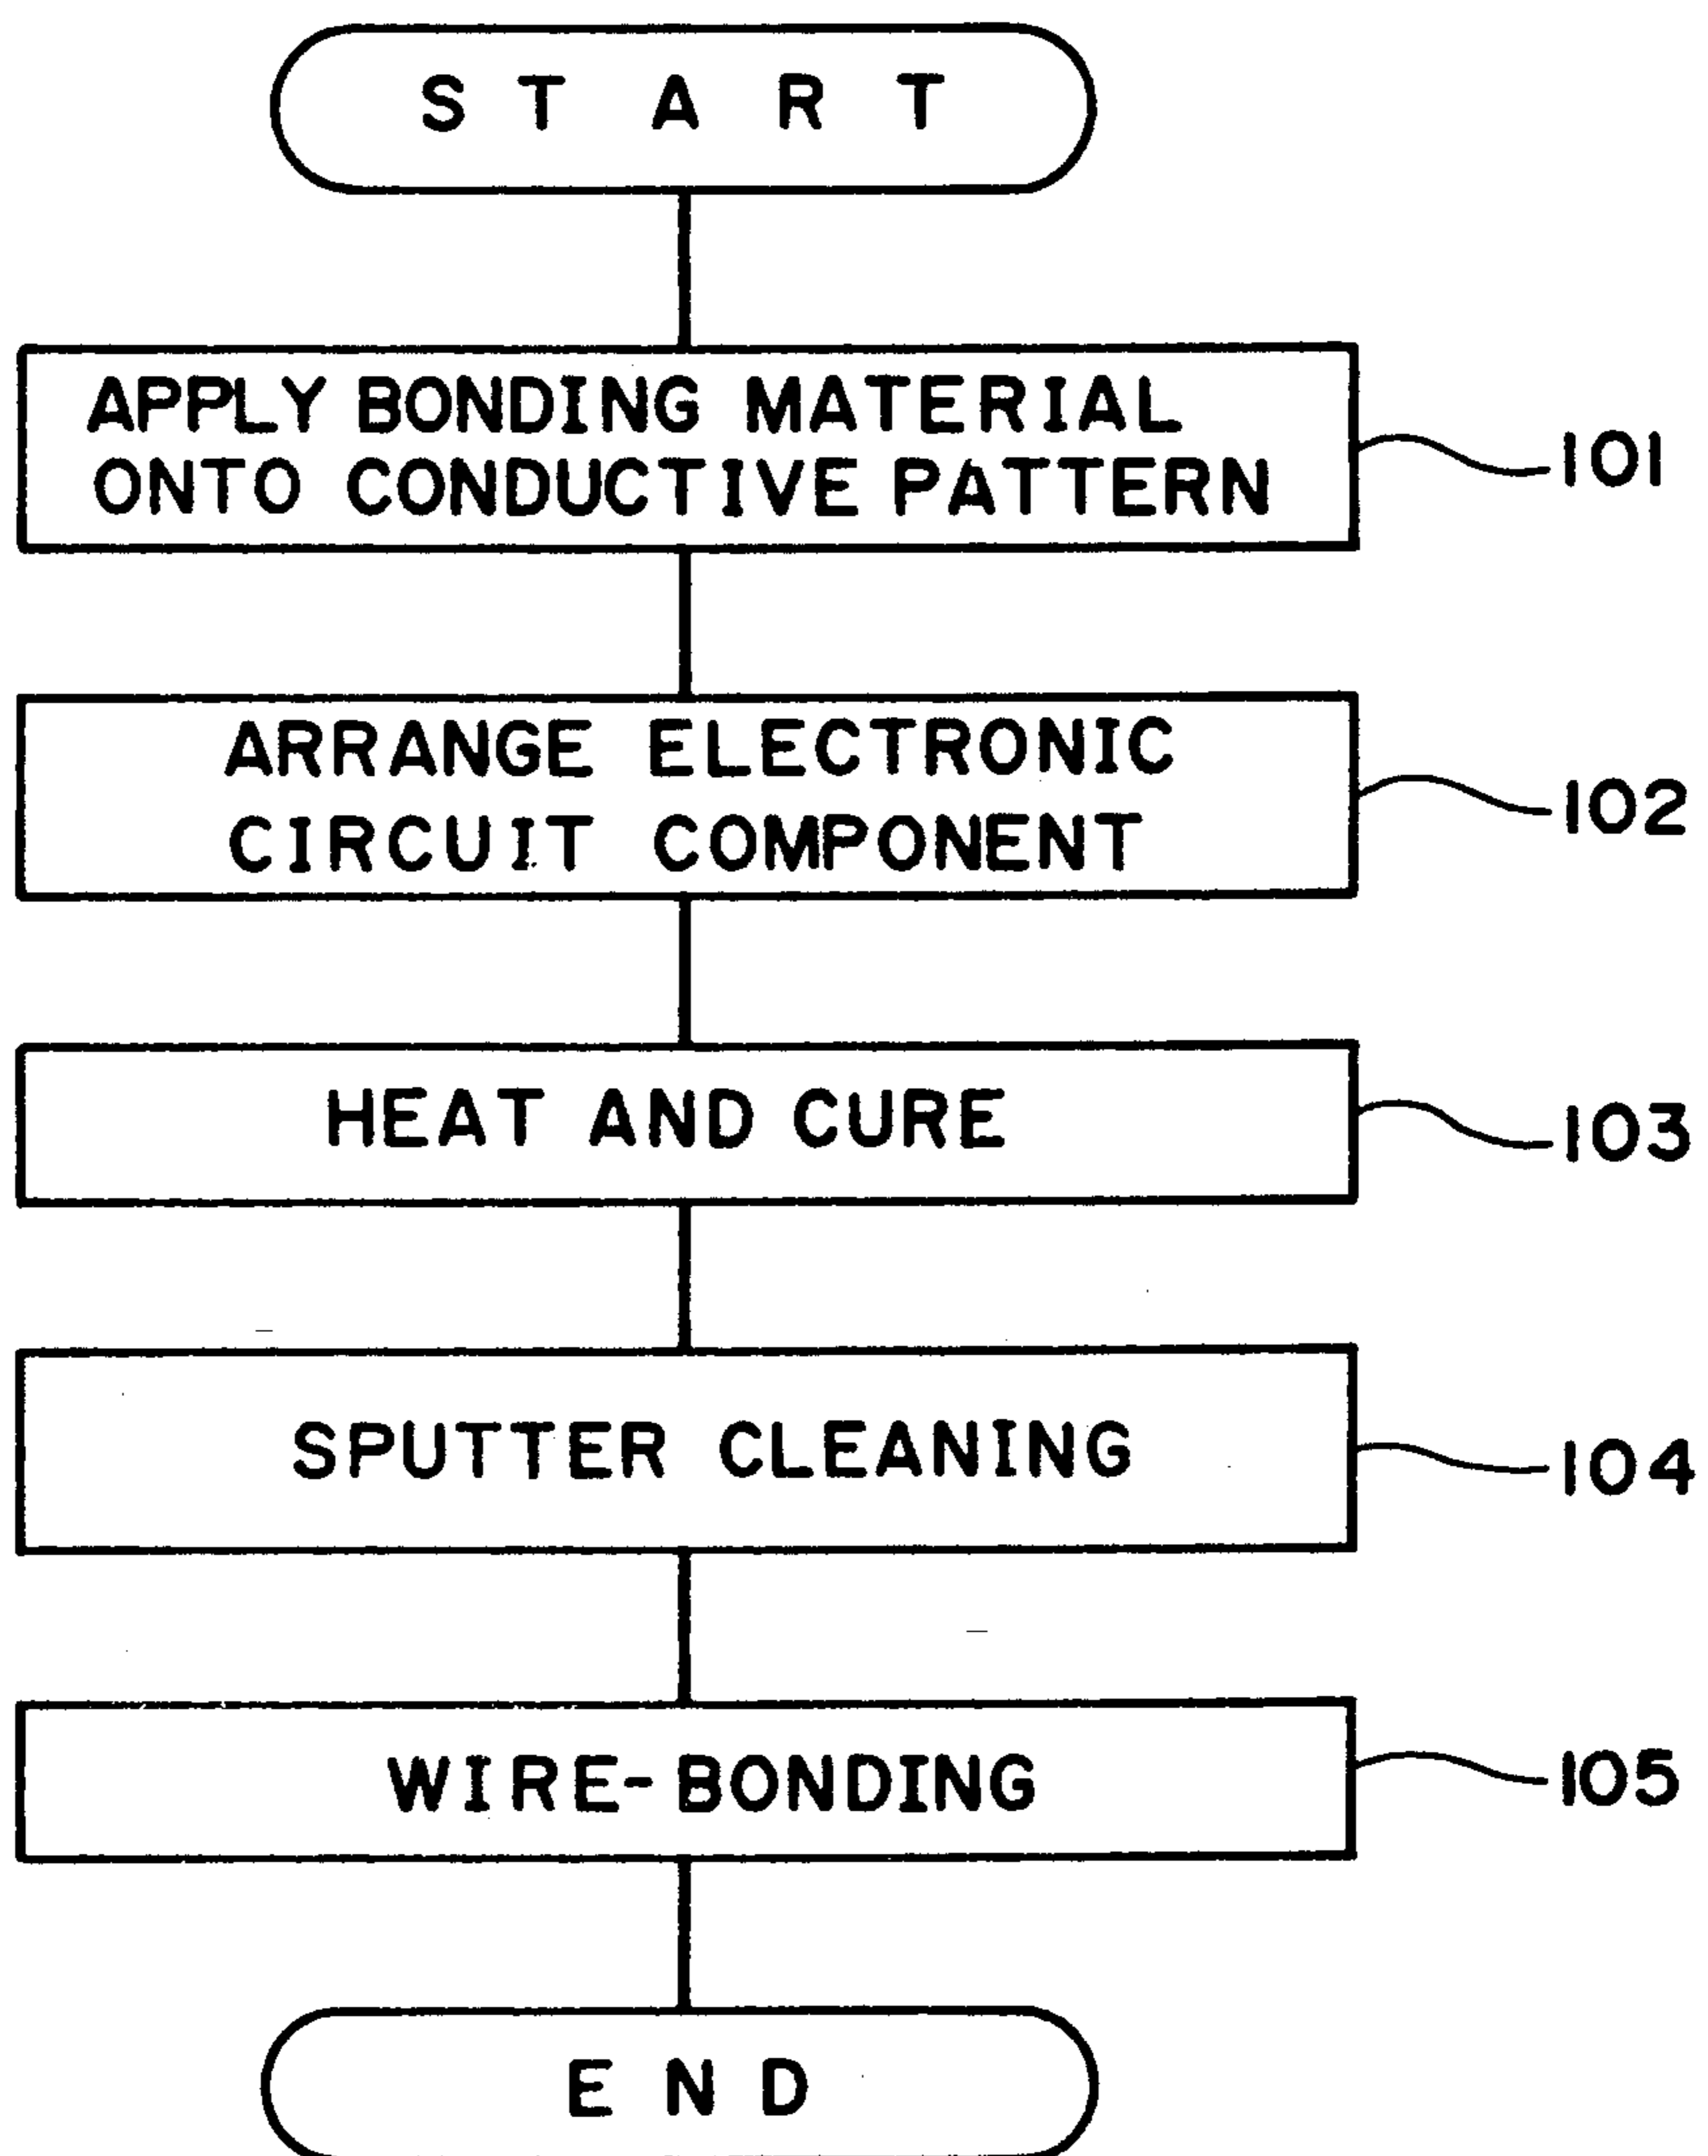 START
APPLY BONDING MATERIAL
ONTO CONDUCTIVE PATTERN
101
ARRANGE ELECTRONIC
CIRCUIT COMPONENT
102
HEAT AND CURE
103
SPUTTER CLEANING
104
WIRE-BONDING
105
END